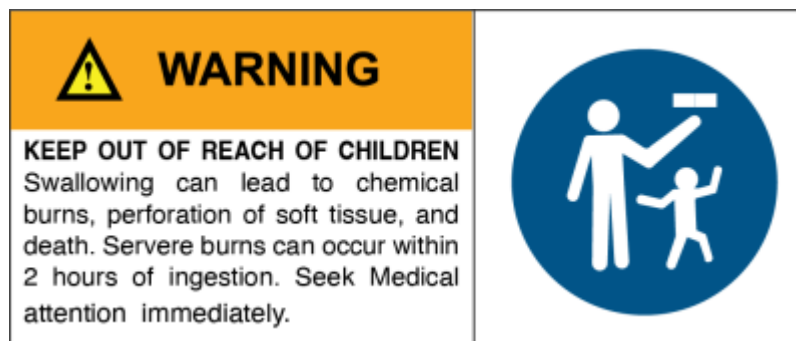 WARNING
KEEP OUT OF REACH OF CHILDREN
Swallowing can lead to chemical
burns, perforation of soft tissue, and
death. Servere burns can occur within
2 hours of ingestion. Seek Medical
attention immediately.